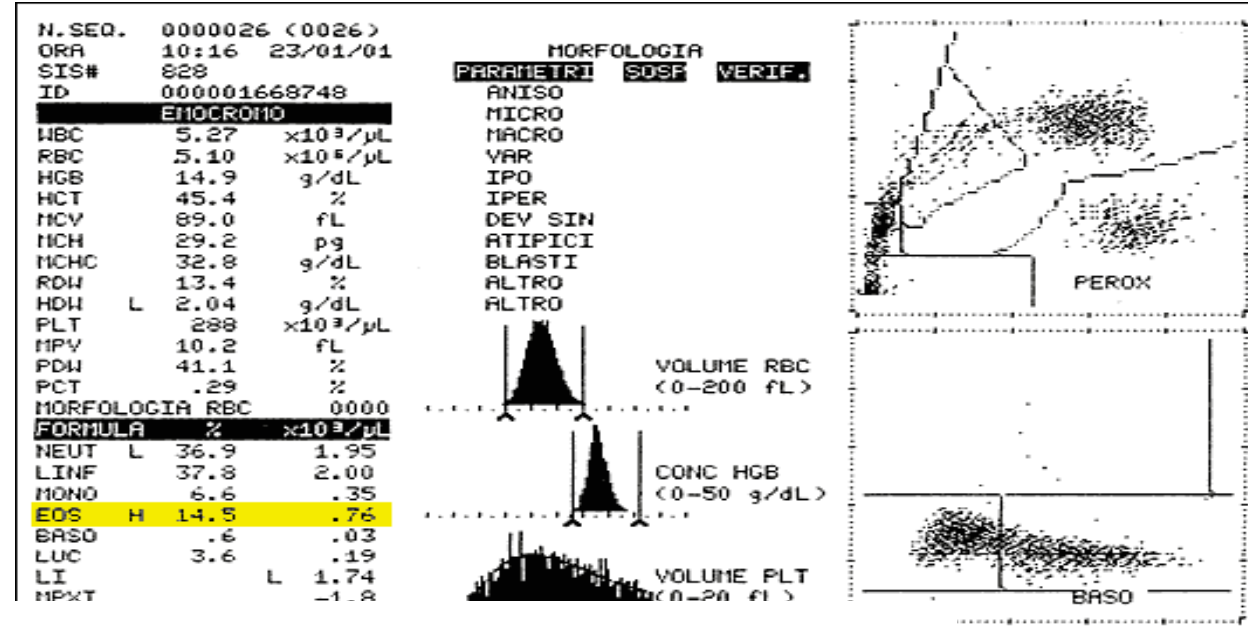 N.SEQ. 0000026 (0026)
ORA 10:16 23/01/01
SIS# 828
ID 000001668748
EMOCROMO
WBC 5.27 x10³/µL
RBC 5.10 x10⁶/µL
HGB 14.9 g/dL
HCT 45.4 %
MCV 89.0 fL
MCH 29.2 pg
MCHC 32.8 g/dL
RDW 13.4 %
HDW L 2.04 g/dL
PLT 288 x10³/µL
MPV 10.2 fL
PDW 41.1 %
PCT .29 %
MORFOLOGIA RBC 0000
FORMULA % x10³/µL
NEUT L 36.9 1.95
LINF 37.8 2.00
MONO 6.6 .35
EOS H 14.5 .76
BASO .6 .03
LUC 3.6 .19
LI L 1.74
MPXI -1.8
MORFOLOGIA
PARAMETRI SOSP VERIF.
ANISO
MICRO
MACRO
VAR
IPO
IPER
DEV SIN
ATIPICI
BLASTI
ALTRO
ALTRO
VOLUME RBC
(0-200 fL)
CONC HGB
(0-50 g/dL)
VOLUME PLT
(0-20 fL)
PEROX
BASO